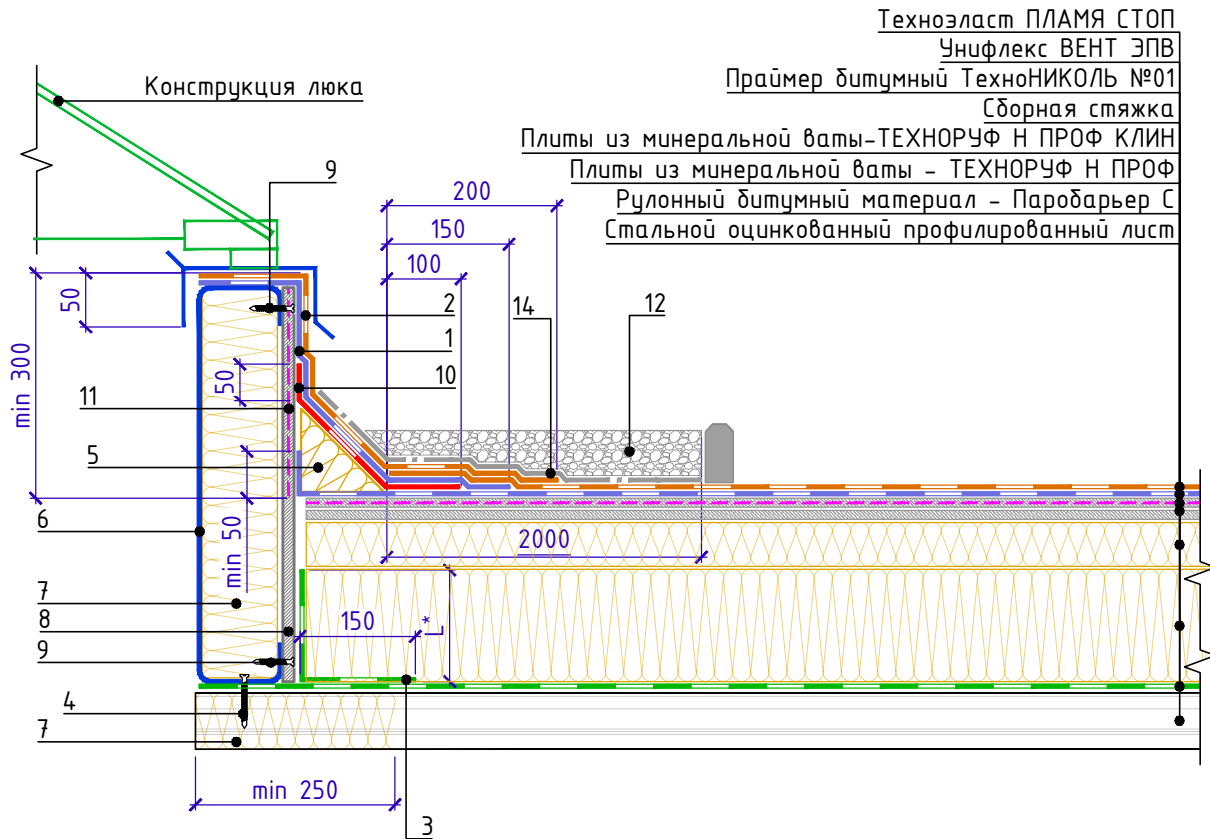 Техноэласт ПЛАМЯ СТОП
Унифлекс ВЕНТ ЭПВ
Праймер битумный ТехноНИКОЛЬ №01
Сборная стяжка
Плиты из минеральной ваты-ТЕХНОРУФ Н ПРОФ КЛИН
Плиты из минеральной ваты - ТЕХНОРУФ Н ПРОФ
Рулонный битумный материал - Паробарьер С
Стальной оцинкованный профилированный лист
Конструкция люка
9
200
150
100
50
2
14
12
1
min 300
50
10
11
5
6
min 50
2000
7
150
L*
8
9
4
7
min 250
3